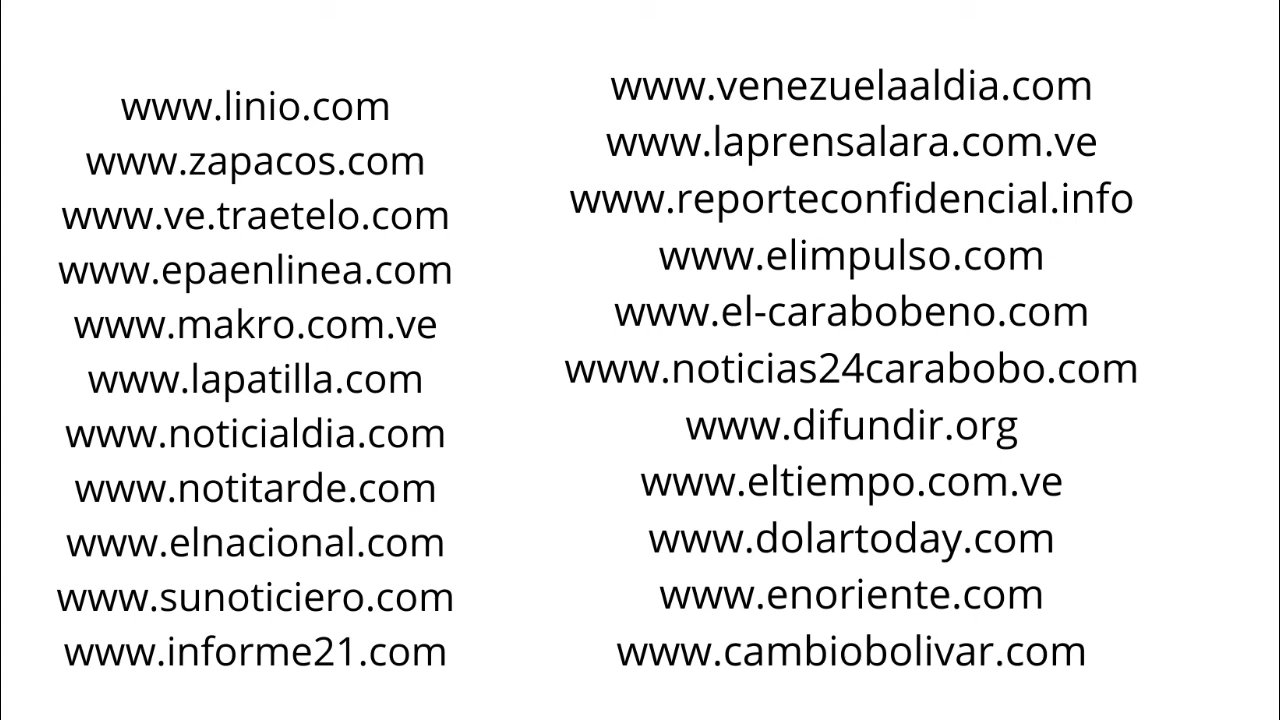 www.linio.com
www.zapacos.com
www.ve.traetelo.com
www.epaenlinea.com
www.makro.com.ve
www.lapatilla.com
www.noticialdia.com
www.notitarde.com
www.elnacional.com
www.sunoticiero.com
www.informe21.com
www.venezuelaaldia.com
www.laprensalara.com.ve
www.reporteconfidencial.info
www.elimpulso.com
www.el-carabobeno.com
www.noticias24carabobo.com
www.difundir.org
www.eltiempo.com.ve
www.dolartoday.com
www.enoriente.com
www.cambiobolivar.com